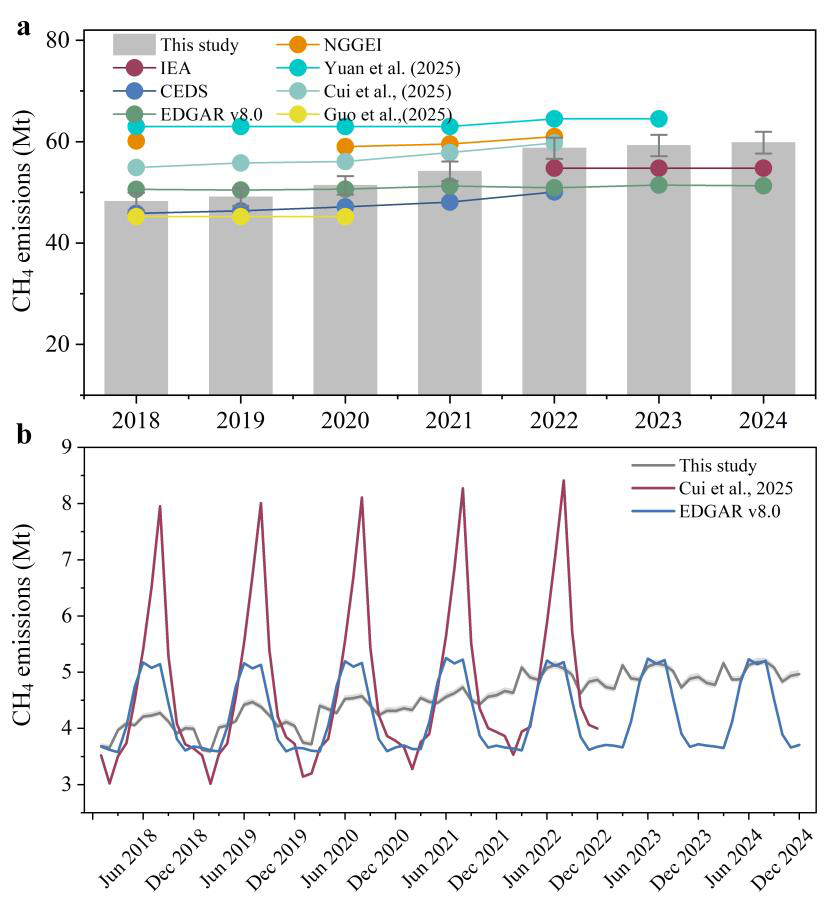 a
This study
NGGEI
IEA
Yuan et al. (2025)
CEDS
Cui et al., (2025)
EDGAR v8.0
Guo et al.,(2025)
CH₄ emissions (Mt)
80
60
40
20
2018 2019 2020 2021 2022 2023 2024
b
This study
Cui et al., 2025
EDGAR v8.0
CH₄ emissions (Mt)
9
8
7
6
5
4
3
Jun 2018 Dec 2018 Jun 2019 Dec 2019 Jun 2020 Dec 2020 Jun 2021 Dec 2021 Jun 2022 Dec 2022 Jun 2023 Dec 2023 Jun 2024 Dec 2024